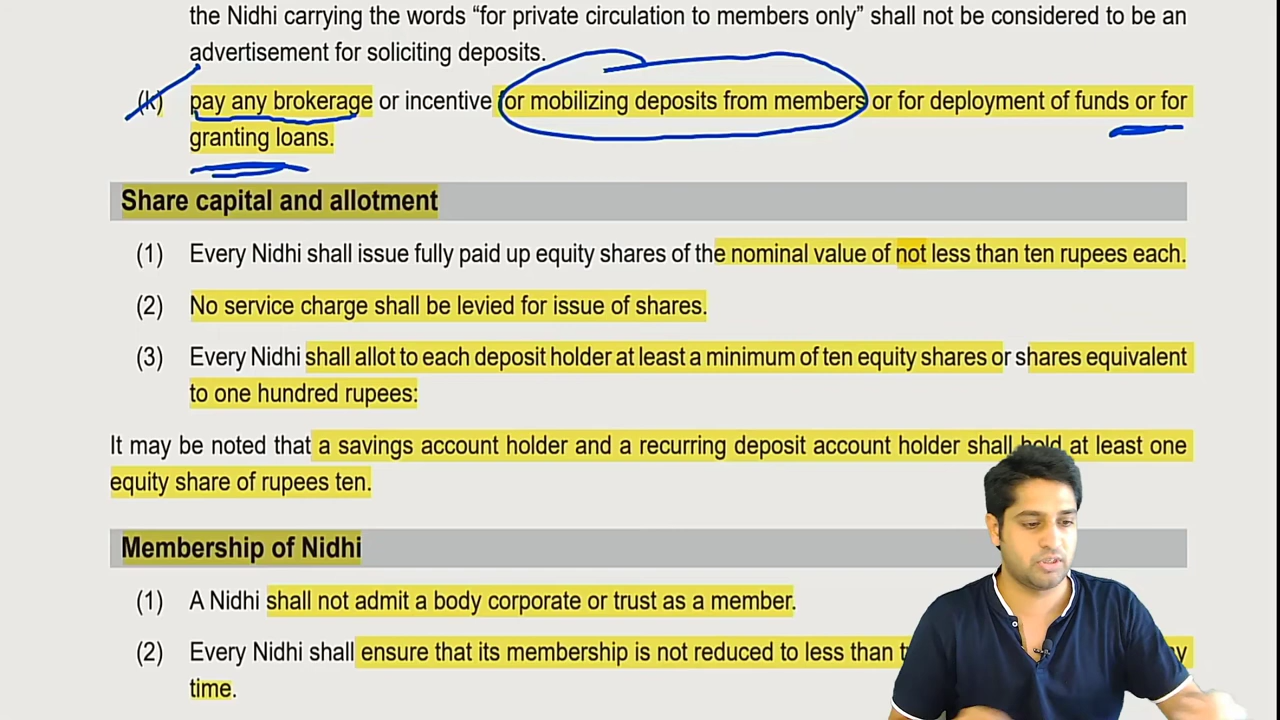 the Nidhi carrying the words “for private circulation to members only” shall not be considered to be an
advertisement for soliciting deposits.
(k) pay any brokerage or incentive for mobilizing deposits from members or for deployment of funds or for
granting loans.
Share capital and allotment
(1) Every Nidhi shall issue fully paid up equity shares of the nominal value of not less than ten rupees each.
(2) No service charge shall be levied for issue of shares.
(3) Every Nidhi shall allot to each deposit holder at least a minimum of ten equity shares or shares equivalent
to one hundred rupees:
It may be noted that a savings account holder and a recurring deposit account holder shall hold at least one
equity share of rupees ten.
Membership of Nidhi
(1) A Nidhi shall not admit a body corporate or trust as a member.
(2) Every Nidhi shall ensure that its membership is not reduced to less than
time.